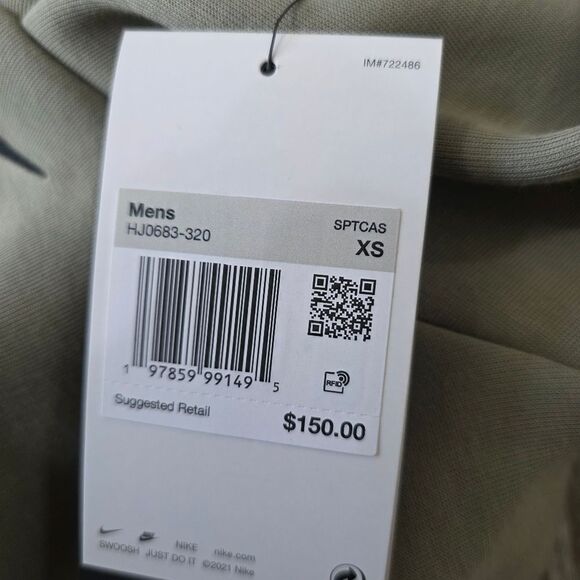 IM#722486
Mens
HJ0683-320
SPTCAS
XS
1 97859 99149 5
RFID
Suggested Retail
$150.00
NIKE nike.com
SWOOSH JUST DO IT ©2021 Nike